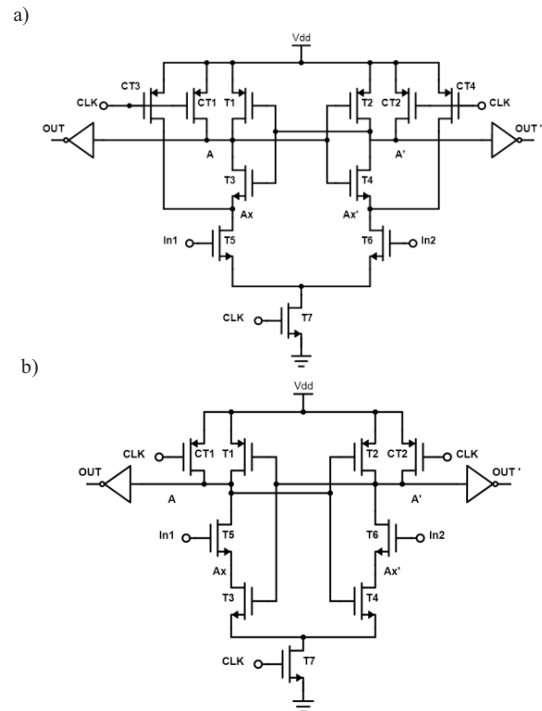 a)
Vdd
CT3 CT1 T1 T2 CT2 CT4
CLK CLK
OUT OUT '
A A'
T3 T4
Ax Ax'
In1 T5 T6 In2
CLK T7
b)
Vdd
CLK CT1 T1 T2 CT2 CLK
OUT OUT '
A A'
In1 T5 T6 In2
Ax Ax'
T3 T4
CLK T7